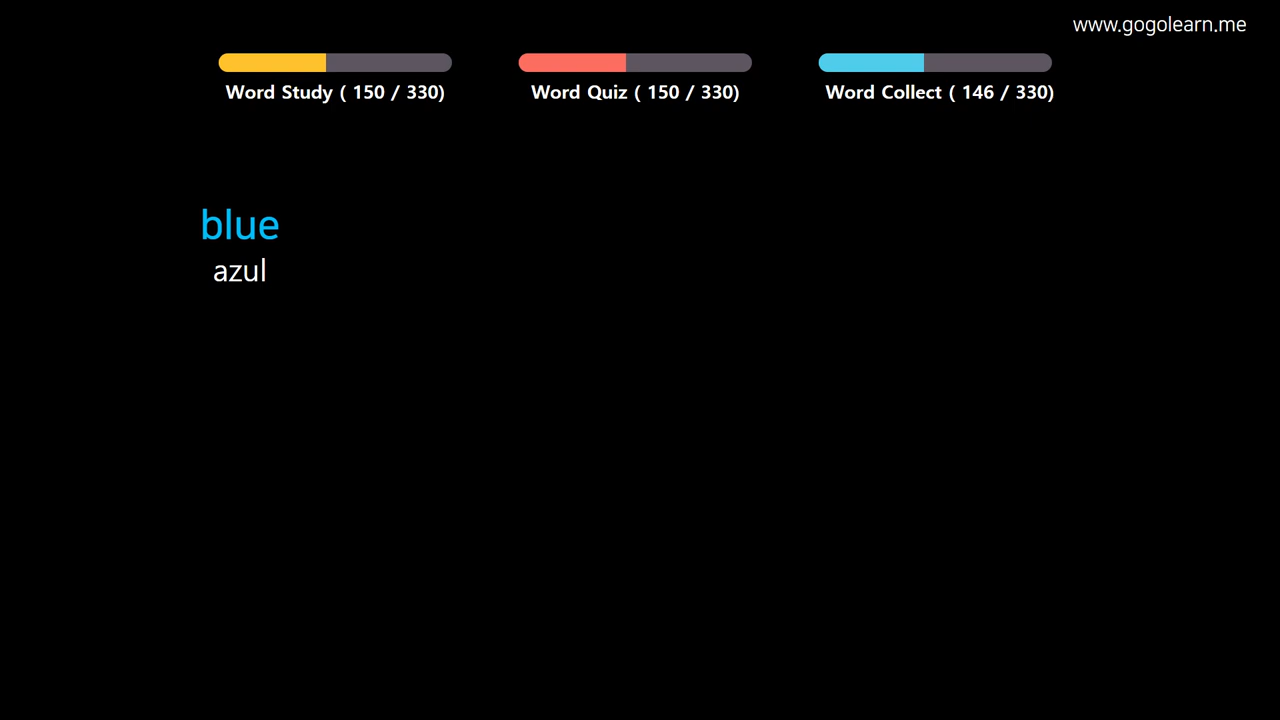 www.gogolearn.me
Word Study ( 150 / 330)
Word Quiz ( 150 / 330)
Word Collect ( 146 / 330)
blue
azul